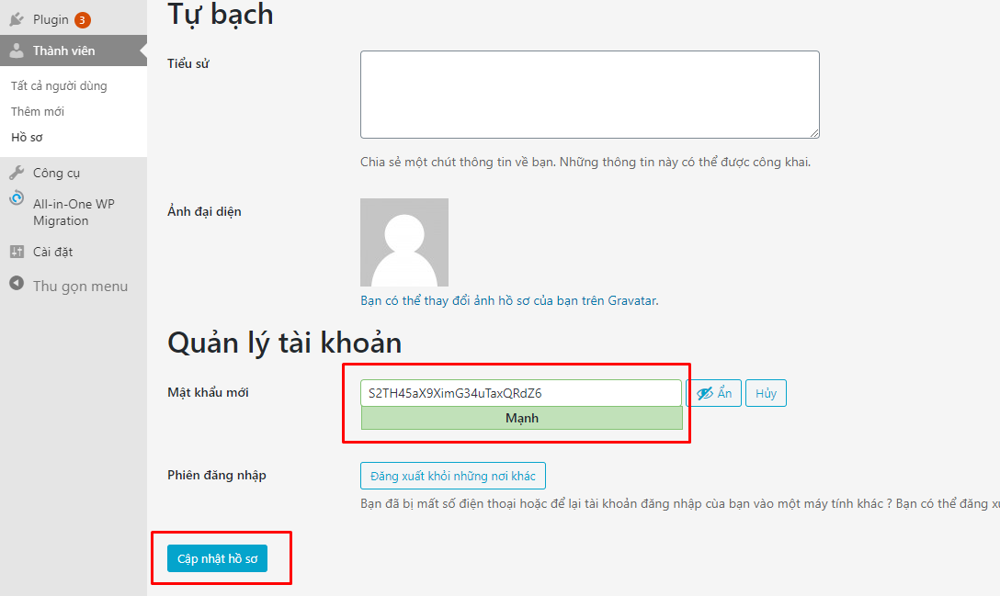 Plugin 3
Thành viên
Tất cả người dùng
Thêm mới
Hồ sơ
Công cụ
All-in-One WP
Migration
Cài đặt
Thu gọn menu
Tự bạch
Tiểu sử
Chia sẻ một chút thông tin về bạn. Những thông tin này có thể được công khai.
Ảnh đại diện
Bạn có thể thay đổi ảnh hồ sơ của bạn trên Gravatar.
Quản lý tài khoản
Mật khẩu mới
S2TH45aX9XimG34uTaxQRdZ6
Ẩn
Hủy
Mạnh
Phiên đăng nhập
Đăng xuất khỏi những nơi khác
Bạn đã bị mất số điện thoại hoặc để lại tài khoản đăng nhập của bạn vào một máy tính khác ? Bạn có thể đăng
Cập nhật hồ sơ